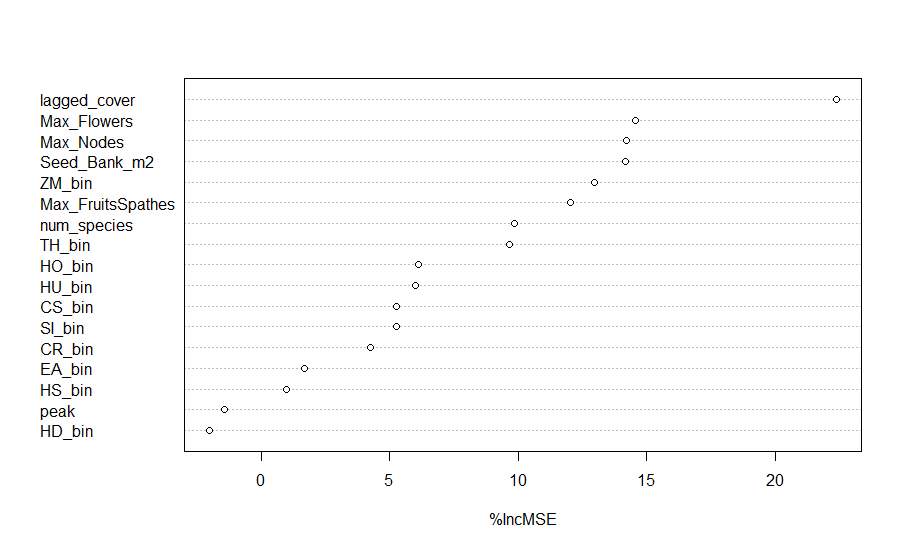 lagged_cover
Max_Flowers
Max_Nodes
Seed_Bank_m2
ZM_bin
Max_FruitsSpathes
num_species
TH_bin
HO_bin
HU_bin
CS_bin
SI_bin
CR_bin
EA_bin
HS_bin
peak
HD_bin
0 5 10 15 20
%IncMSE